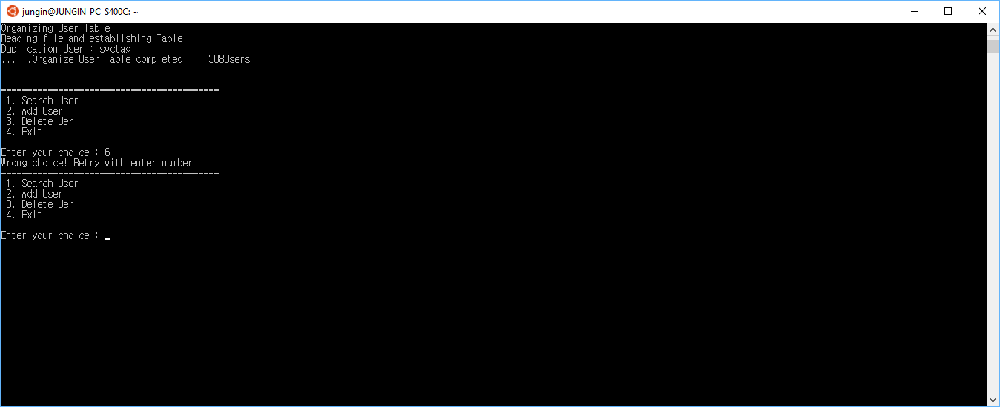 jungin@JUNGIN_PC_S400C: ~
Organizing User Table
Reading file and establishing Table
Duplication User : svctag
......Organize User Table completed!    308Users
==========================================
1. Search User
2. Add User
3. Delete Uer
4. Exit
Enter your choice : 6
Wrong choice! Retry with enter number
==========================================
1. Search User
2. Add User
3. Delete Uer
4. Exit
Enter your choice :